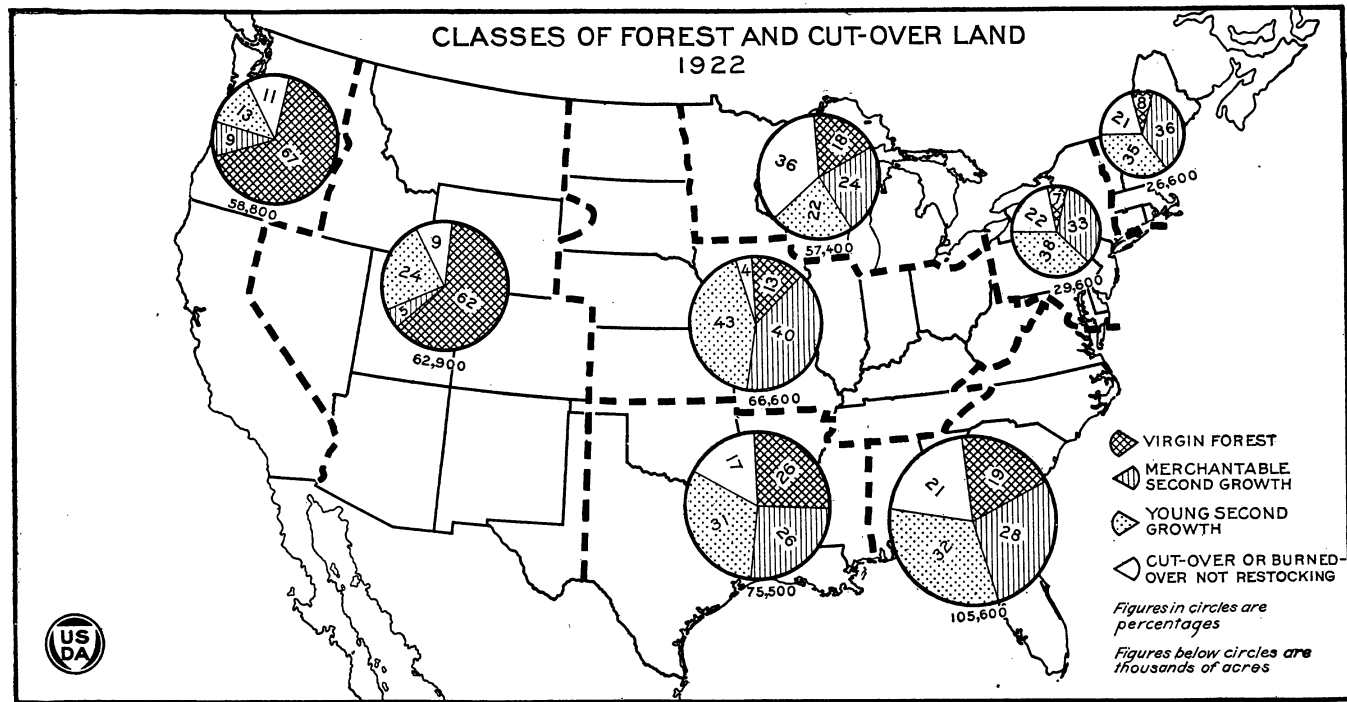 CLASSES OF FOREST AND CUT-OVER LAND
1922
11
13
9
67
58,800
9
24
5
62
62,900
18
36
24
22
57,400
4
13
43
40
66,600
17
26
31
26
75,500
21
19
32
28
105,600
8
21
36
35
26,600
7
22
33
38
29,600
VIRGIN FOREST
MERCHANTABLE
SECOND GROWTH
YOUNG SECOND
GROWTH
CUT-OVER OR BURNED-
OVER NOT RESTOCKING
Figures in circles are
percentages
Figures below circles are
thousands of acres
US
DA